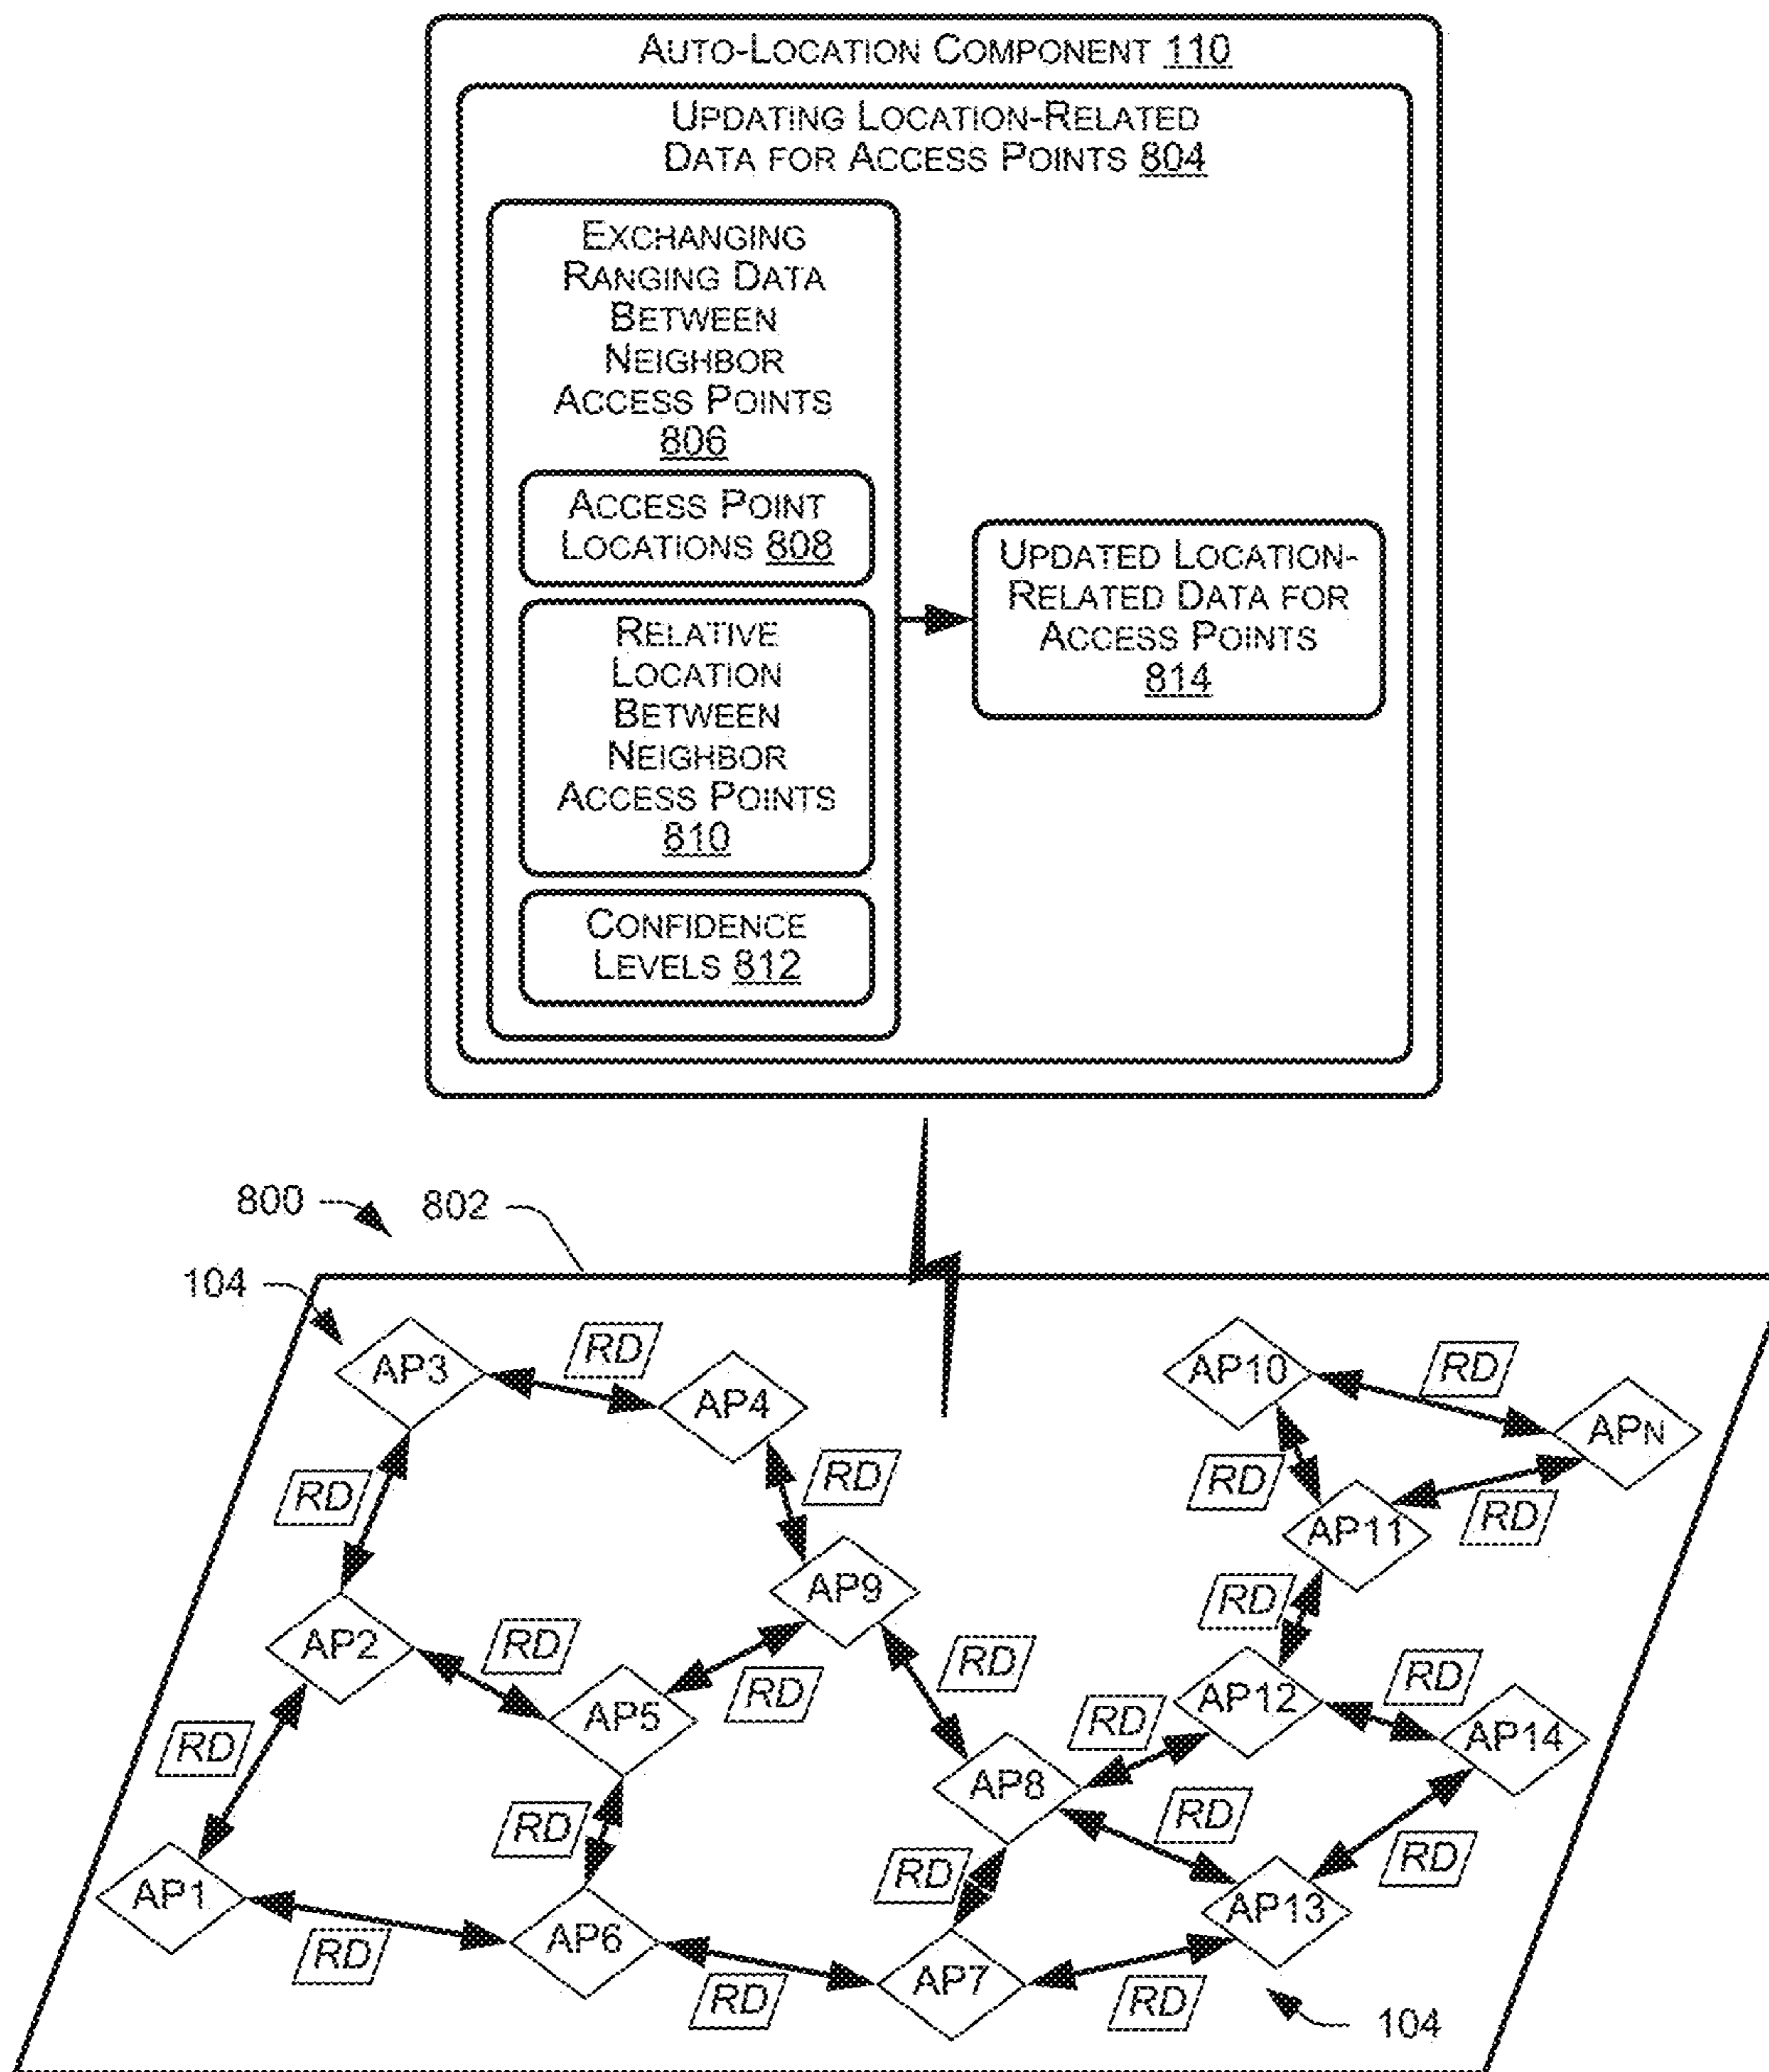 AUTO-LOCATION COMPONENT 110
UPDATING LOCATION-RELATED
DATA FOR ACCESS POINTS 804
EXCHANGING
RANGING DATA
BETWEEN
NEIGHBOR
ACCESS POINTS
806
ACCESS POINT
LOCATIONS 808
RELATIVE
LOCATION
BETWEEN
NEIGHBOR
ACCESS POINTS
810
CONFIDENCE
LEVELS 812
UPDATED LOCATION-
RELATED DATA FOR
ACCESS POINTS
814
800
802
104
AP3
RD
AP4
AP10
RD
APN
RD
RD
RD
RD
AP11
AP9
RD
AP2
RD
RD
RD
AP5
AP12
RD
RD
AP14
RD
AP8
RD
RD
RD
RD
AP1
AP6
RD
AP13
RD
AP7
RD
RD
104